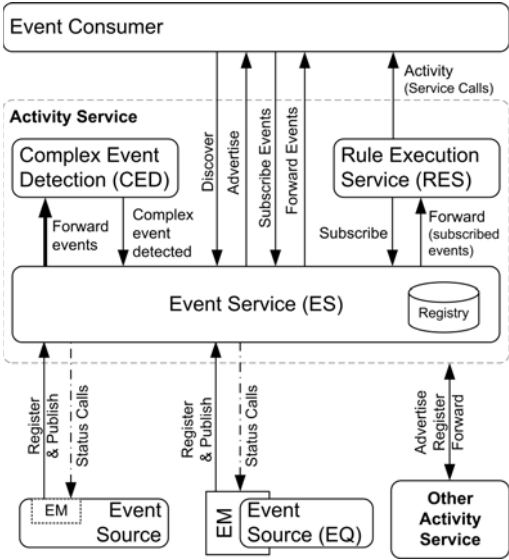 Event Consumer
Activity
(Service Calls)
Discover
Advertise
Subscribe Events
Forward Events
Activity Service
Complex Event
Detection (CED)
Rule Execution
Service (RES)
Forward
events
Complex
event
detected
Subscribe
Forward
(subscribed
events)
Event Service (ES)
Registry
Register
& Publish
Status Calls
Register
& Publish
Status Calls
Advertise
Register
Forward
EM
Event
Source
EM
Event
Source (EQ)
Other
Activity
Service